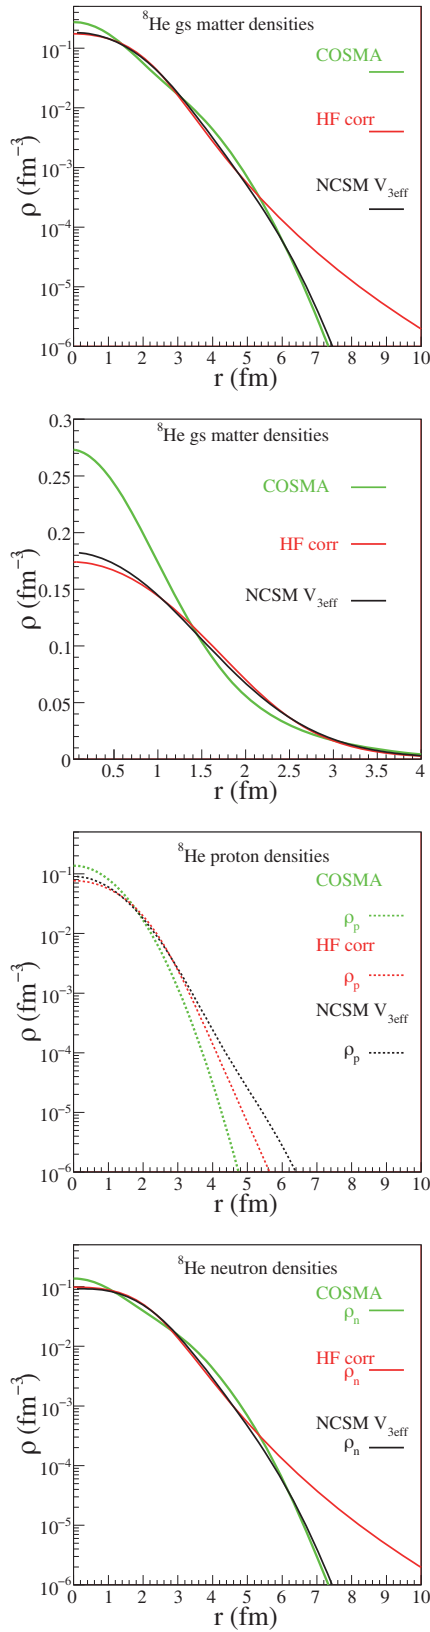 ⁸He gs matter densities
COSMA
HF corr
NCSM V₃eff
ρ (fm⁻³)
10⁻¹
10⁻²
10⁻³
10⁻⁴
10⁻⁵
10⁻⁶
0 1 2 3 4 5 6 7 8 9 10
r (fm)
⁸He gs matter densities
COSMA
HF corr
NCSM V₃eff
ρ (fm⁻³)
0.3
0.25
0.2
0.15
0.1
0.05
0
0.5 1 1.5 2 2.5 3 3.5 4
r (fm)
⁸He proton densities
COSMA
ρₚ
HF corr
ρₚ
NCSM V₃eff
ρₚ
ρ (fm⁻³)
10⁻¹
10⁻²
10⁻³
10⁻⁴
10⁻⁵
10⁻⁶
0 1 2 3 4 5 6 7 8 9 10
r (fm)
⁸He neutron densities
COSMA
ρₙ
HF corr
ρₙ
NCSM V₃eff
ρₙ
ρ (fm⁻³)
10⁻¹
10⁻²
10⁻³
10⁻⁴
10⁻⁵
10⁻⁶
0 1 2 3 4 5 6 7 8 9 10
r (fm)